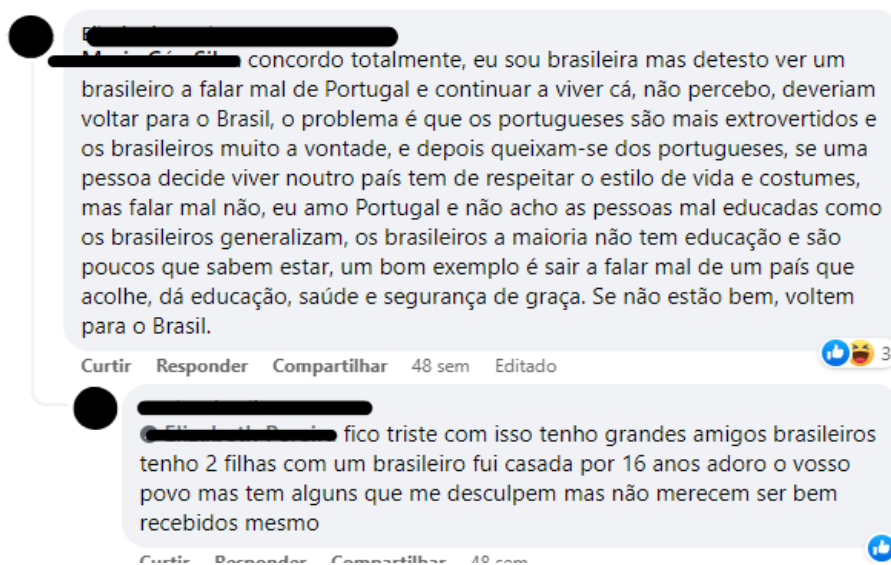 concordo totalmente, eu sou brasileira mas detesto ver um
brasileiro a falar mal de Portugal e continuar a viver cá, não percebo, deveriam
voltar para o Brasil, o problema é que os portugueses são mais extrovertidos e
os brasileiros muito a vontade, e depois queixam-se dos portugueses, se uma
pessoa decide viver noutro país tem de respeitar o estilo de vida e costumes,
mas falar mal não, eu amo Portugal e não acho as pessoas mal educadas como
os brasileiros generalizam, os brasileiros a maioria não tem educação e são
poucos que sabem estar, um bom exemplo é sair a falar mal de um país que
acolhe, dá educação, saúde e segurança de graça. Se não estão bem, voltem
para o Brasil.
Curtir Responder Compartilhar 48 sem Editado 3
fico triste com isso tenho grandes amigos brasileiros
tenho 2 filhas com um brasileiro fui casada por 16 anos adoro o vosso
povo mas tem alguns que me desculpem mas não merecem ser bem
recebidos mesmo
Curtir Responder Compartilhar 48 sem